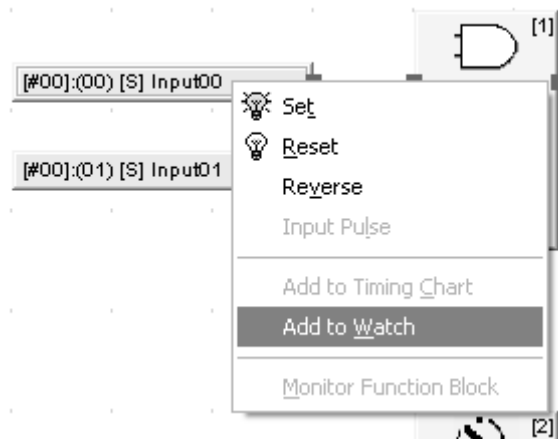 [1]
[#00]:(00) [S] Input00
Set
Reset
[#00]:(01) [S] Input01
Reverse
Input Pulse
Add to Timing Chart
Add to Watch
Monitor Function Block
[2]